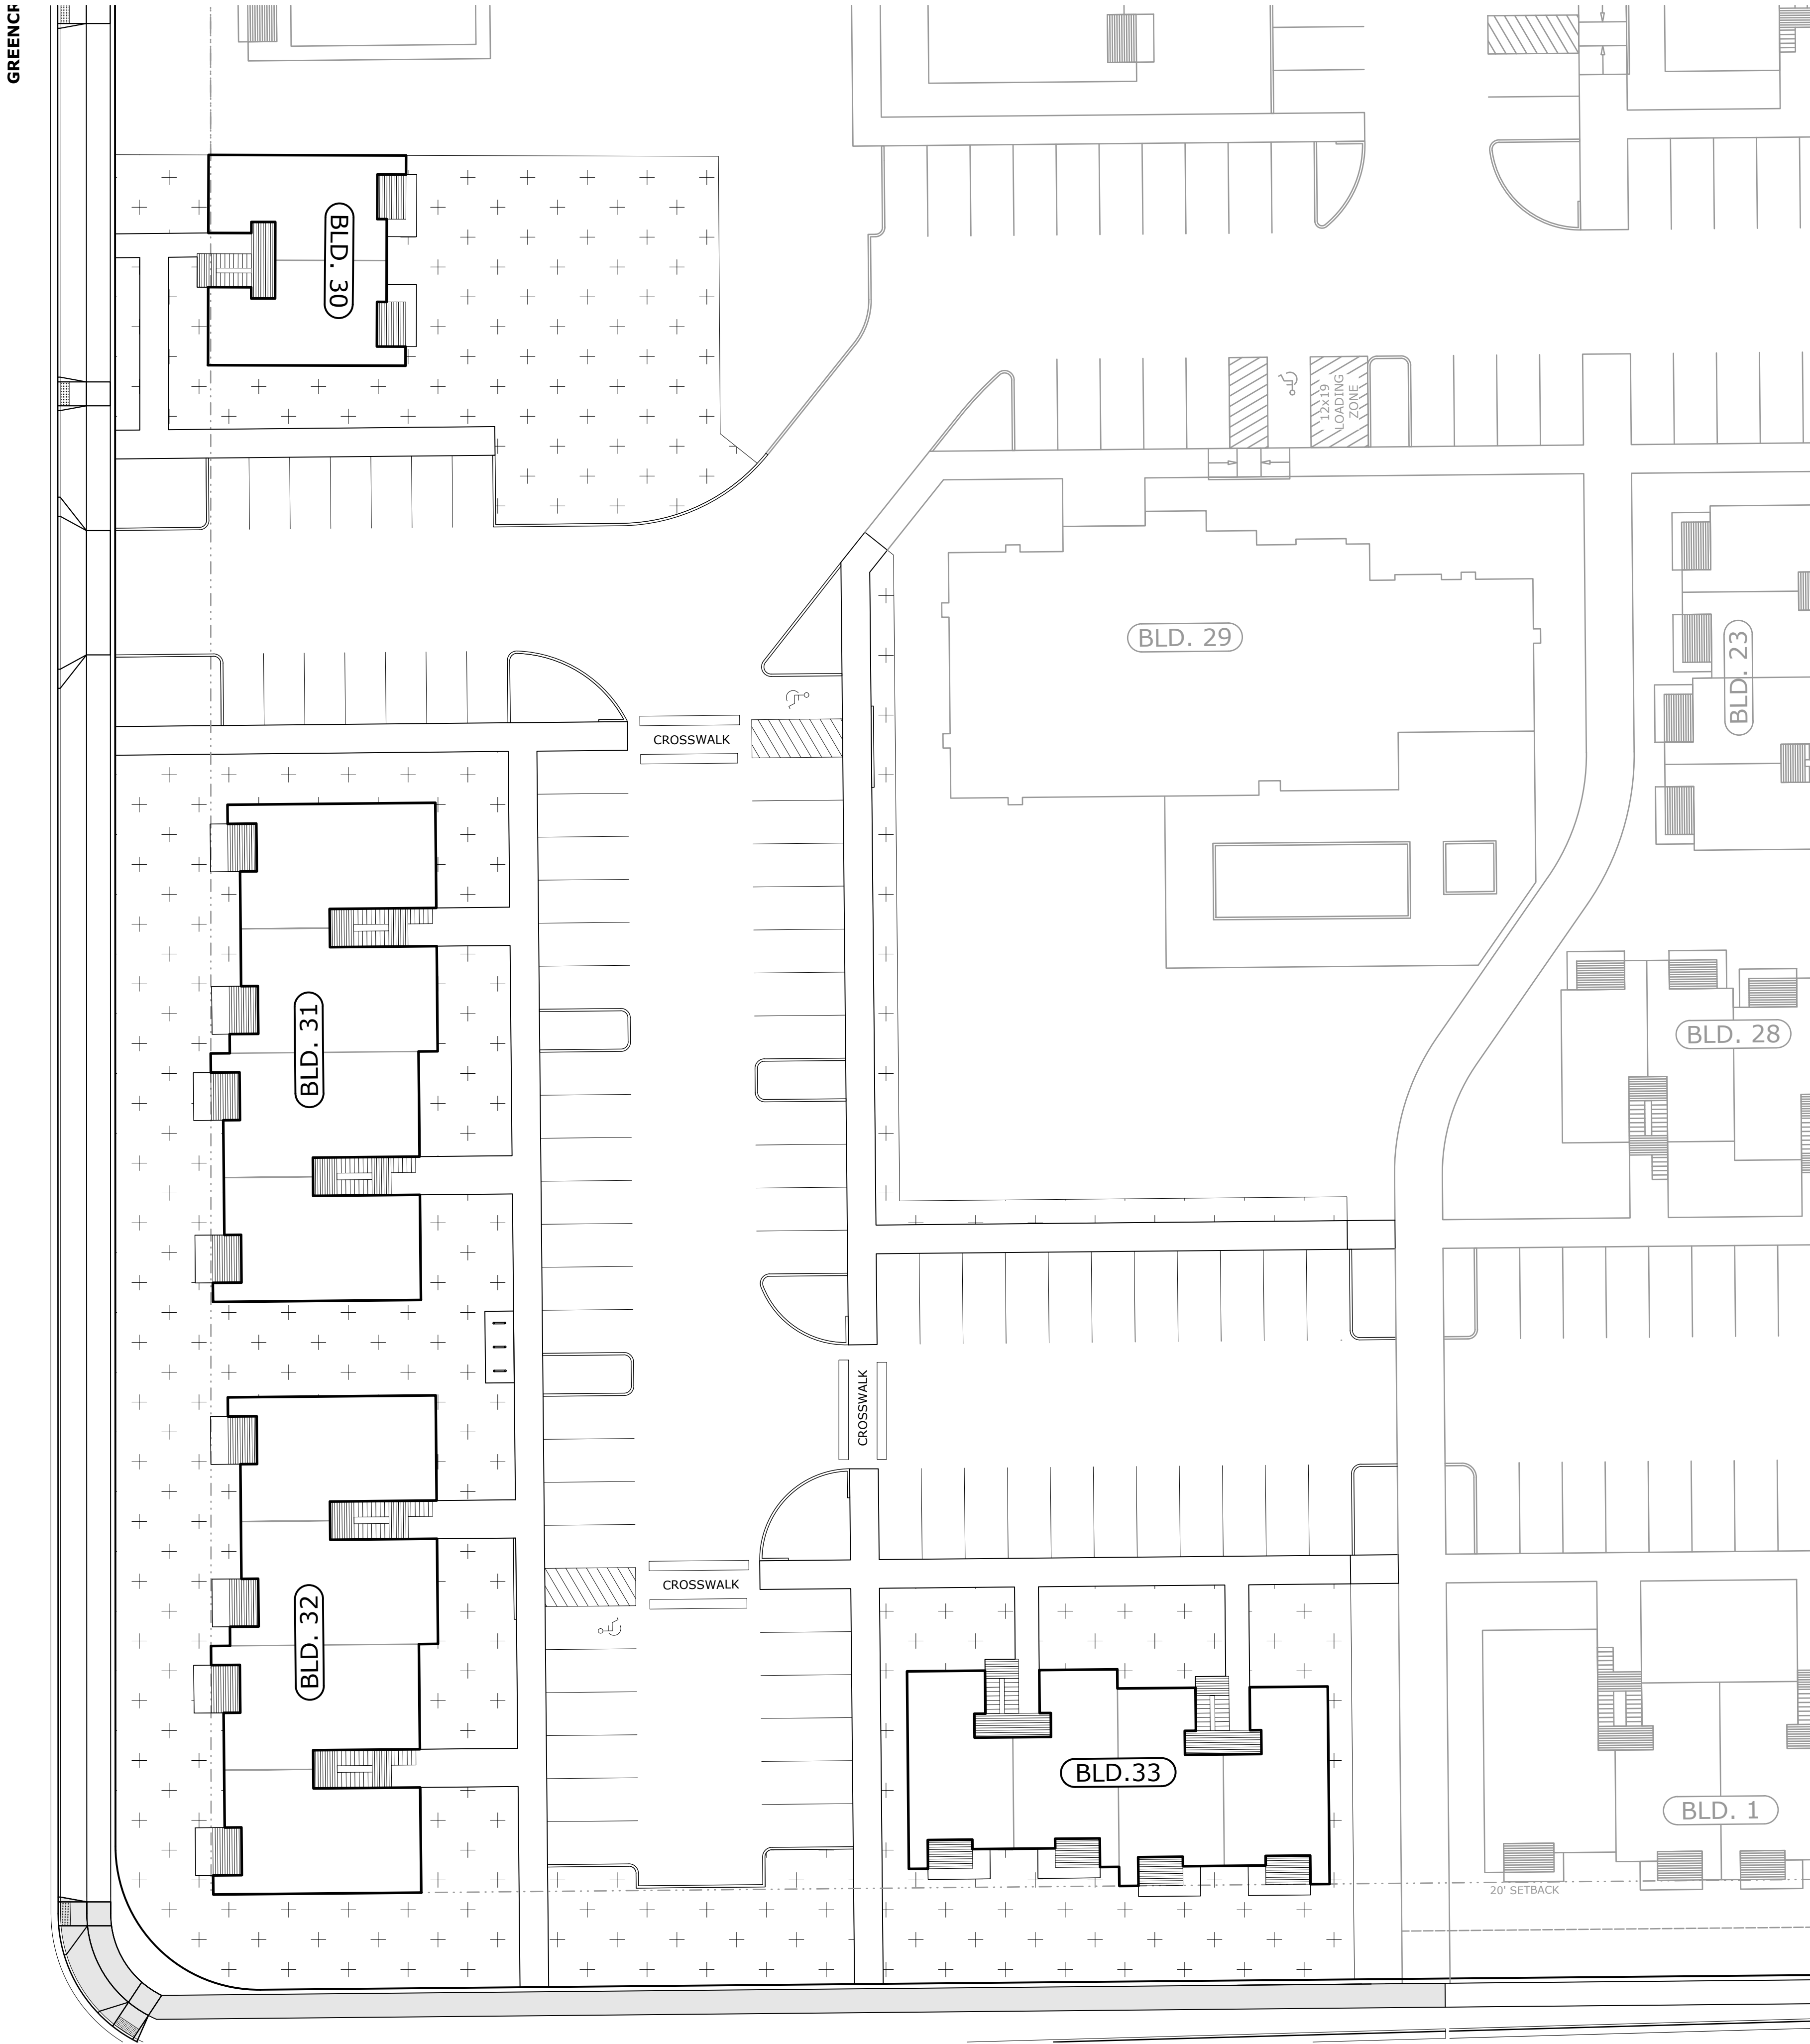 GREENCR
BLD. 30
12x19
LOADING
ZONE
BLD. 29
BLD. 23
CROSSWALK
BLD. 31
BLD. 28
CROSSWALK
CROSSWALK
BLD. 32
BLD.33
BLD. 1
20' SETBACK